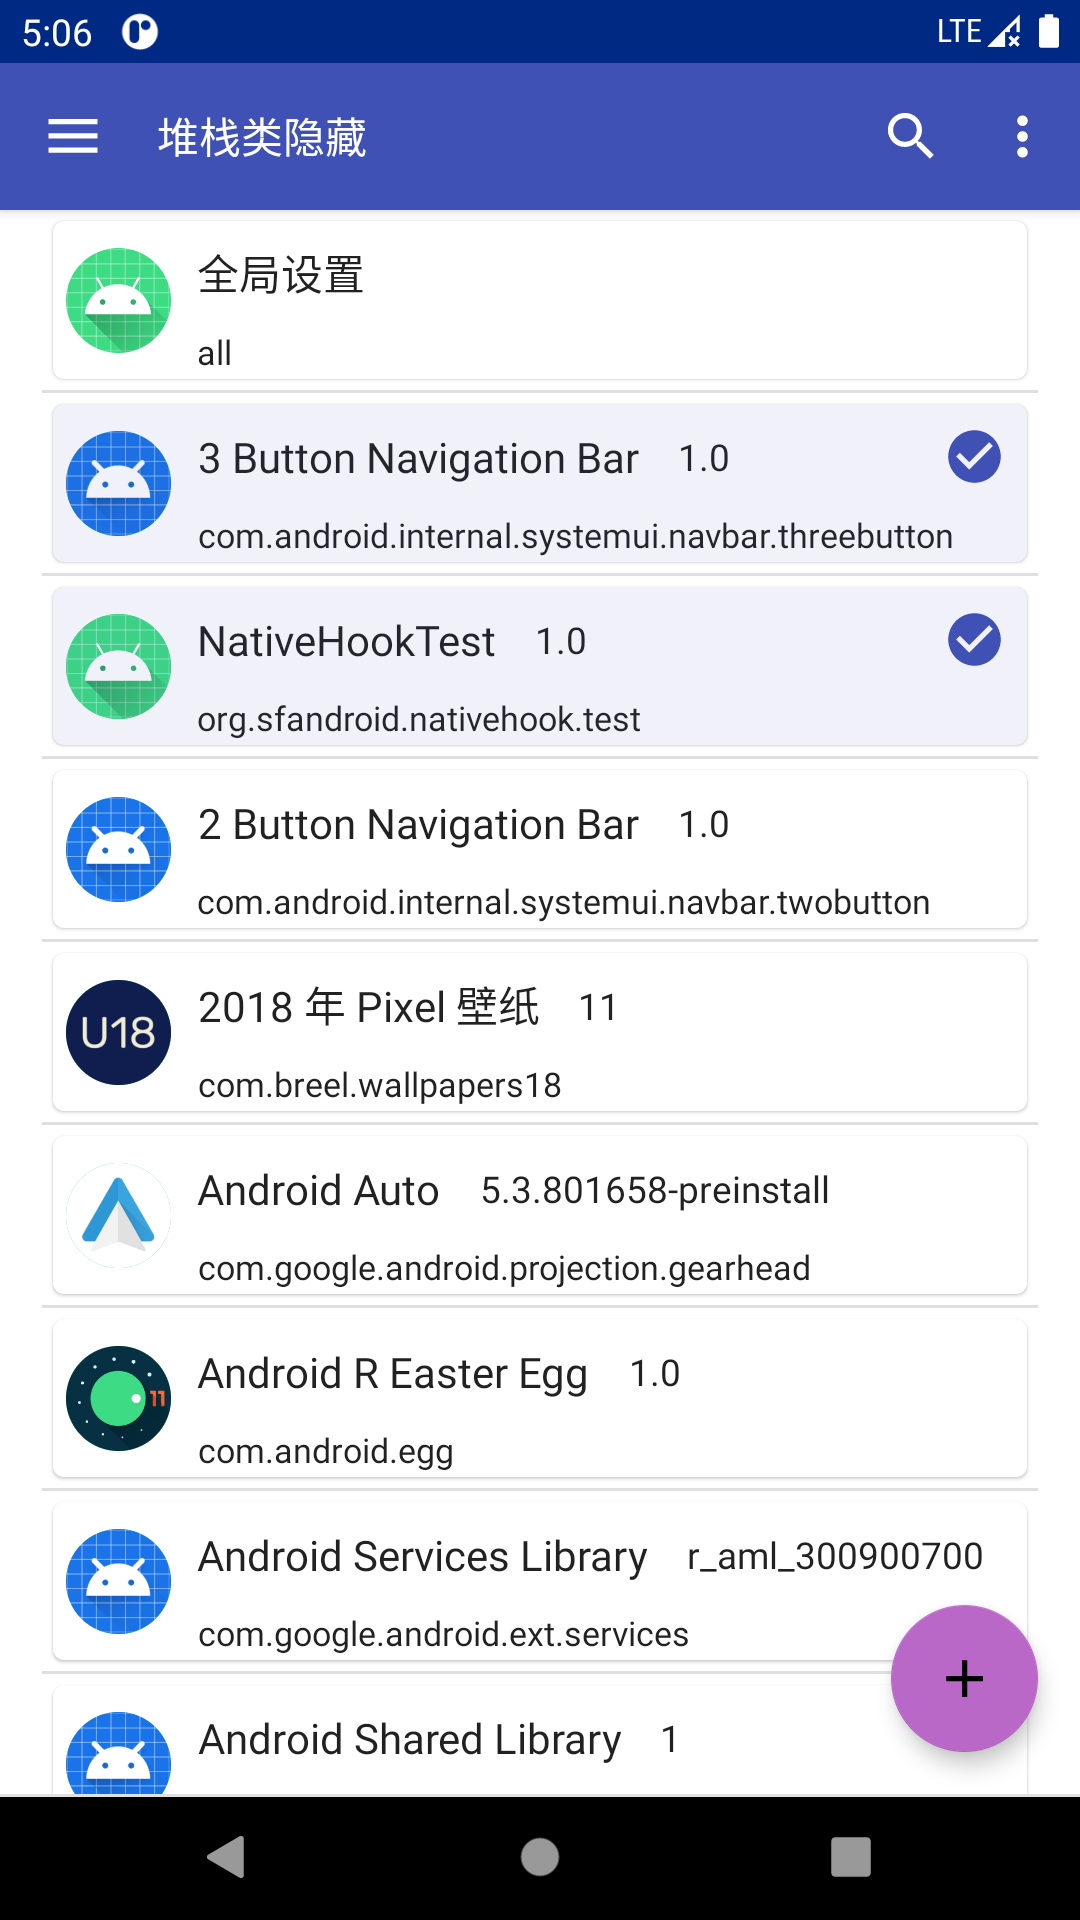 5:06 LTE
堆栈类隐藏
全局设置
all
3 Button Navigation Bar 1.0
com.android.internal.systemui.navbar.threebutton
NativeHookTest 1.0
org.sfandroid.nativehook.test
2 Button Navigation Bar 1.0
com.android.internal.systemui.navbar.twobutton
U18
2018 年 Pixel 壁纸 11
com.breel.wallpapers18
Android Auto 5.3.801658-preinstall
com.google.android.projection.gearhead
11
Android R Easter Egg 1.0
com.android.egg
Android Services Library r_aml_300900700
com.google.android.ext.services
Android Shared Library 1